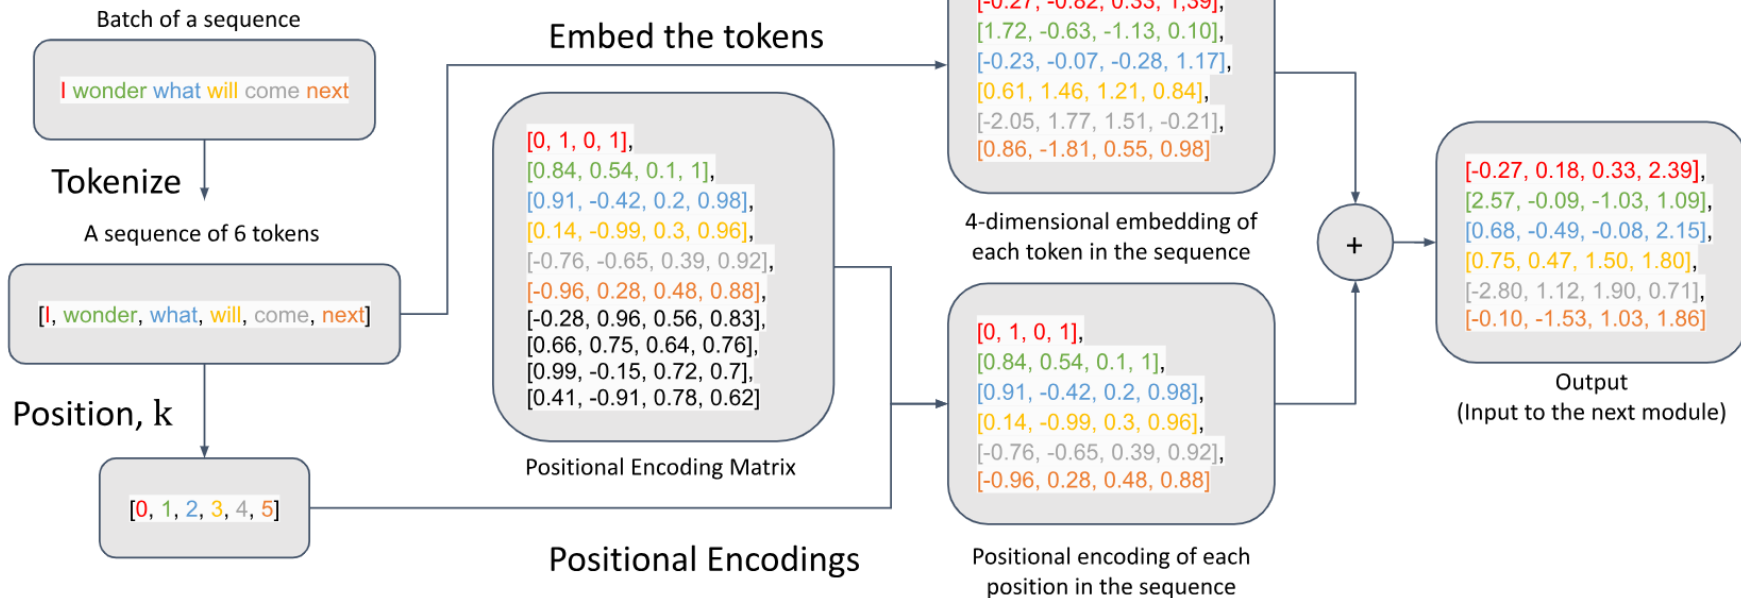 Batch of a sequence
I wonder what will come next
Tokenize
A sequence of 6 tokens
[I, wonder, what, will, come, next]
Position, k
[0, 1, 2, 3, 4, 5]
Embed the tokens
[0, 1, 0, 1],
[0.84, 0.54, 0.1, 1],
[0.91, -0.42, 0.2, 0.98],
[0.14, -0.99, 0.3, 0.96],
[-0.76, -0.65, 0.39, 0.92],
[-0.96, 0.28, 0.48, 0.88],
[-0.28, 0.96, 0.56, 0.83],
[0.66, 0.75, 0.64, 0.76],
[0.99, -0.15, 0.72, 0.7],
[0.41, -0.91, 0.78, 0.62]
Positional Encoding Matrix
Positional Encodings
[-0.27, -0.82, 0.33, 1,39],
[1.72, -0.63, -1.13, 0.10],
[-0.23, -0.07, -0.28, 1.17],
[0.61, 1.46, 1.21, 0.84],
[-2.05, 1.77, 1.51, -0.21],
[0.86, -1.81, 0.55, 0.98]
4-dimensional embedding of
each token in the sequence
[0, 1, 0, 1],
[0.84, 0.54, 0.1, 1],
[0.91, -0.42, 0.2, 0.98],
[0.14, -0.99, 0.3, 0.96],
[-0.76, -0.65, 0.39, 0.92],
[-0.96, 0.28, 0.48, 0.88]
Positional encoding of each
position in the sequence
+
[-0.27, 0.18, 0.33, 2.39],
[2.57, -0.09, -1.03, 1.09],
[0.68, -0.49, -0.08, 2.15],
[0.75, 0.47, 1.50, 1.80],
[-2.80, 1.12, 1.90, 0.71],
[-0.10, -1.53, 1.03, 1.86]
Output
(Input to the next module)